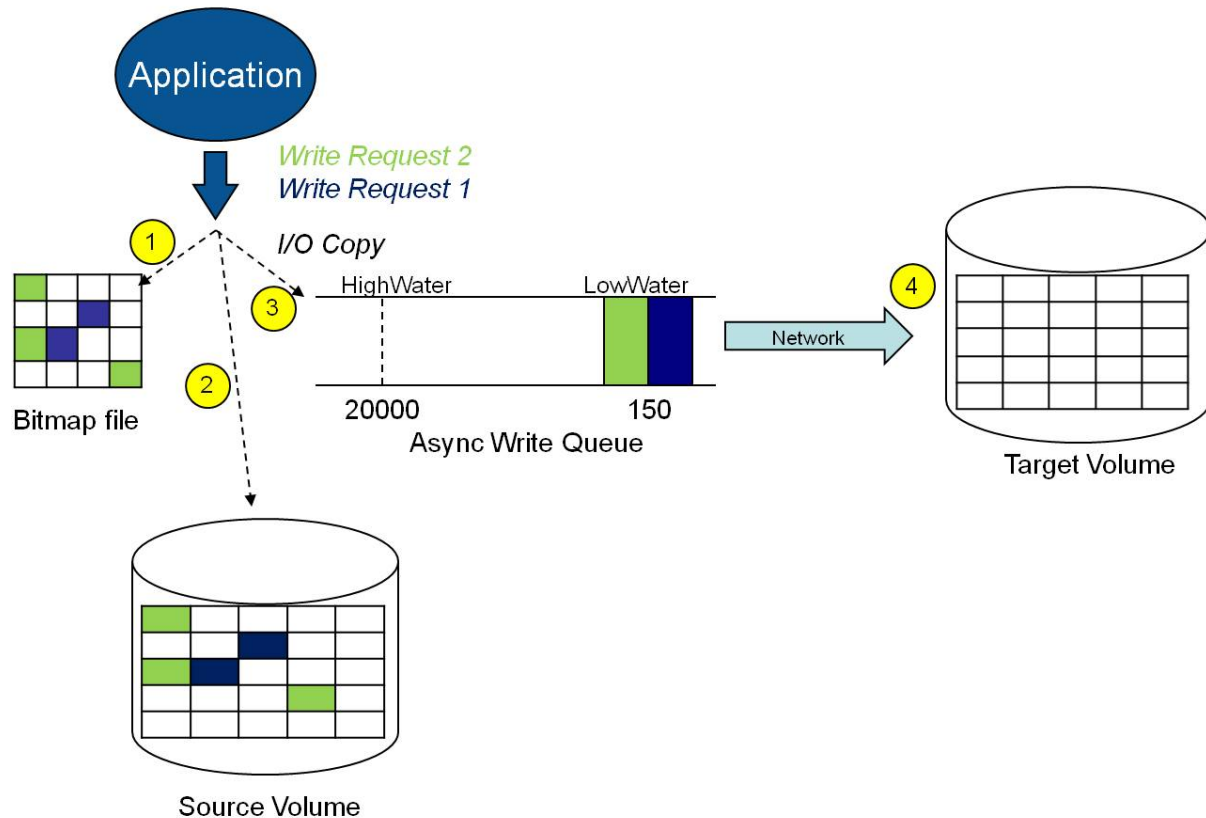 Application
Write Request 2
Write Request 1
1
I/O Copy
3
HighWater
LowWater
4
Network
2
Bitmap file
20000
150
Async Write Queue
Target Volume
Source Volume